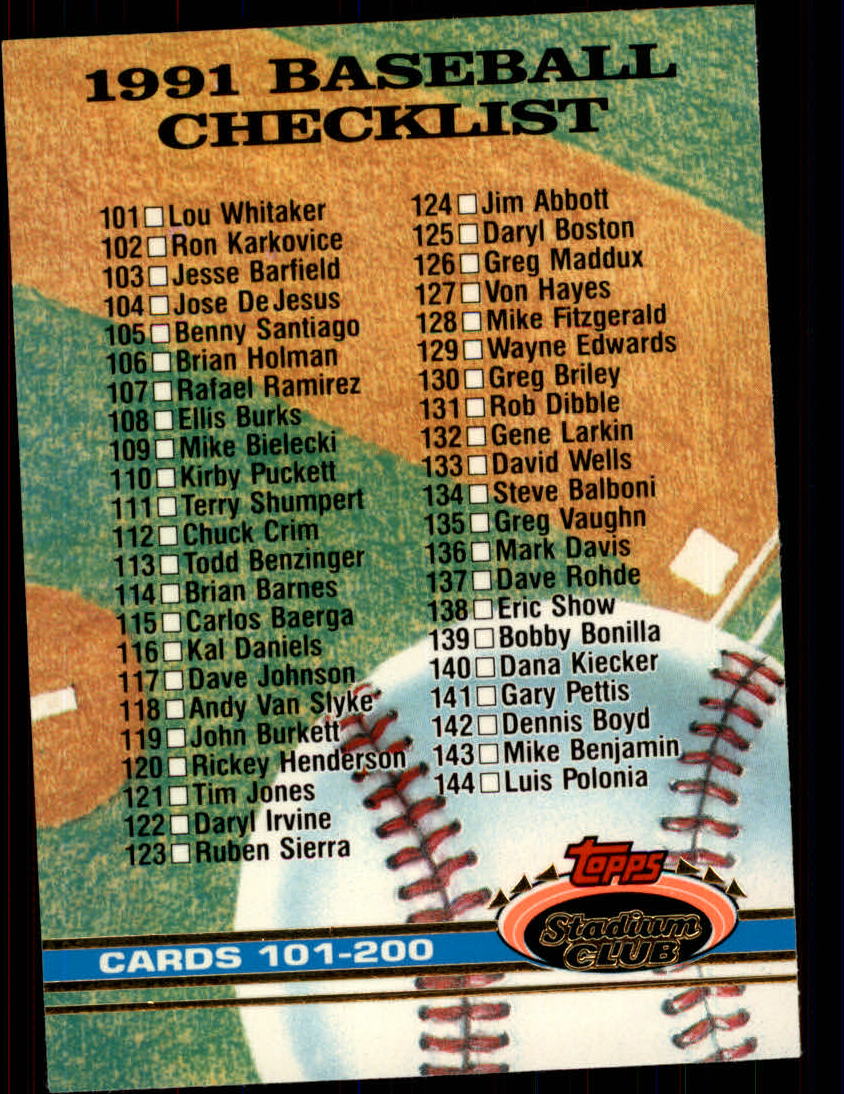 1991 BASEBALL
CHECKLIST
101 Lou Whitaker
102 Ron Karkovice
103 Jesse Barfield
104 Jose DeJesus
105 Benny Santiago
106 Brian Holman
107 Rafael Ramirez
108 Ellis Burks
109 Mike Bielecki
110 Kirby Puckett
111 Terry Shumpert
112 Chuck Crim
113 Todd Benzinger
114 Brian Barnes
115 Carlos Baerga
116 Kal Daniels
117 Dave Johnson
118 Andy Van Slyke
119 John Burkett
120 Rickey Henderson
121 Tim Jones
122 Daryl Irvine
123 Ruben Sierra
124 Jim Abbott
125 Daryl Boston
126 Greg Maddux
127 Von Hayes
128 Mike Fitzgerald
129 Wayne Edwards
130 Greg Briley
131 Rob Dibble
132 Gene Larkin
133 David Wells
134 Steve Balboni
135 Greg Vaughn
136 Mark Davis
137 Dave Rohde
138 Eric Show
139 Bobby Bonilla
140 Dana Kiecker
141 Gary Pettis
142 Dennis Boyd
143 Mike Benjamin
144 Luis Polonia
TOPPS
Stadium
CLUB
CARDS 101-200